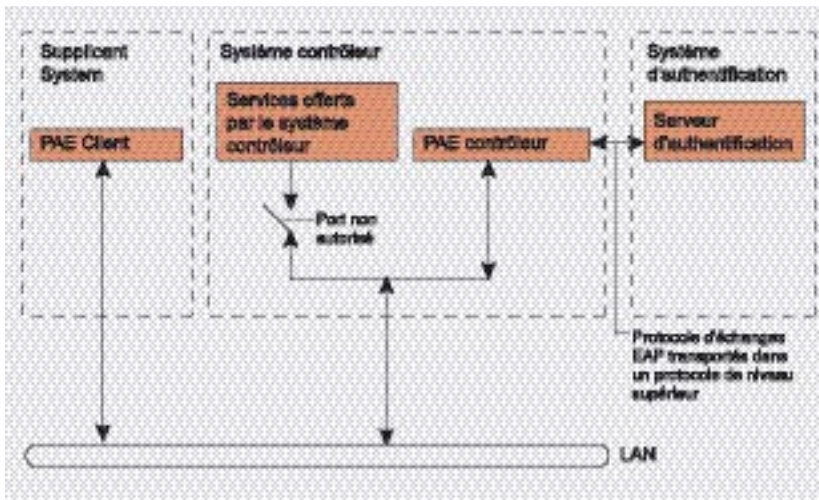 Supplicant
System
PAE Client
Système contrôleur
Services offerts
par le système
contrôleur
PAE contrôleur
Port non
autorisé
Système
d'authentification
Serveur
d'authentification
Protocole d'échanges
EAP transportés dans
un protocole de niveau
supérieur
LAN